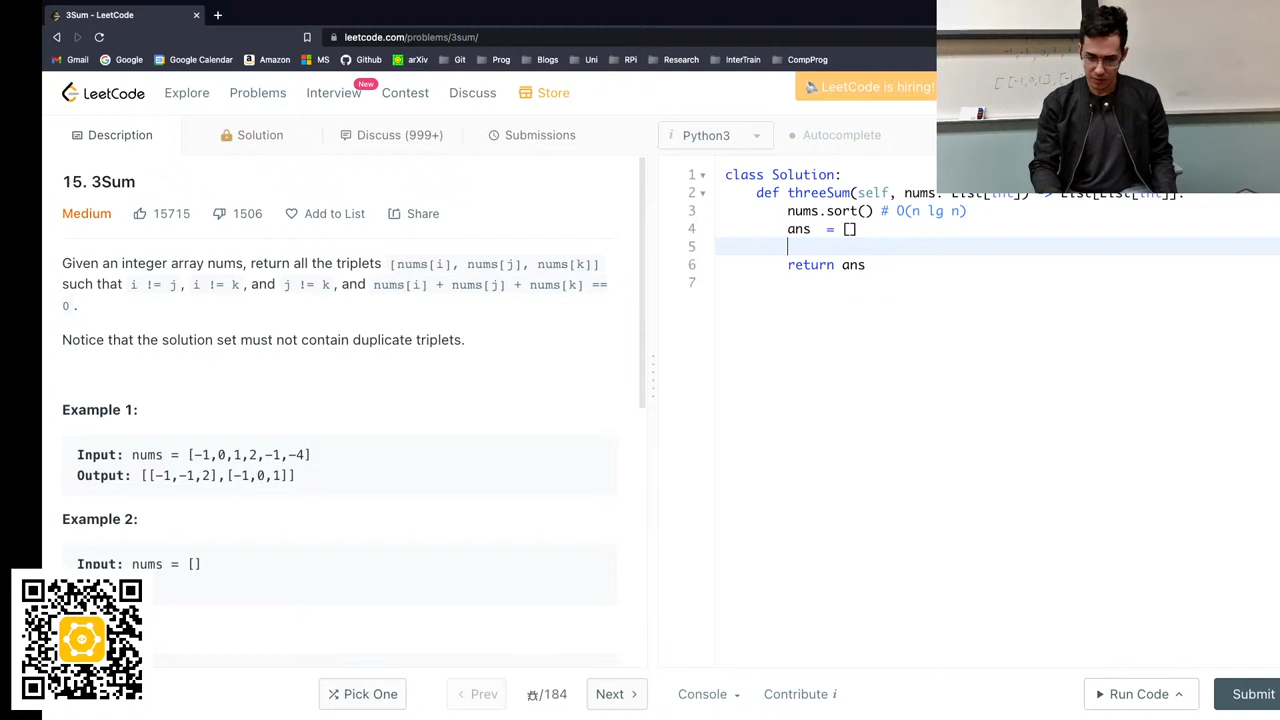 3Sum - LeetCode
leetcode.com/problems/3sum/
Gmail Google Google Calendar Amazon MS Github arXiv Git Prog Blogs Uni RPi Research InterTrain CompProg
LeetCode Explore Problems Interview New Contest Discuss Store
LeetCode is hiring!
Description Solution Discuss (999+) Submissions
i Python3 Autocomplete
15. 3Sum
Medium 15715 1506 Add to List Share
Given an integer array nums, return all the triplets [nums[i], nums[j], nums[k]]
such that i != j, i != k, and j != k, and nums[i] + nums[j] + nums[k] ==
0.
Notice that the solution set must not contain duplicate triplets.
Example 1:
Input: nums = [-1,0,1,2,-1,-4]
Output: [[-1,-1,2],[-1,0,1]]
Example 2:
Input: nums = []
1 class Solution:
2 def threeSum(self, nums: List[int]) -> List[List[int]]:
3 nums.sort() # O(n lg n)
4 ans = []
5
6 return ans
7
Pick One Prev /184 Next Console Contribute i Run Code Submit